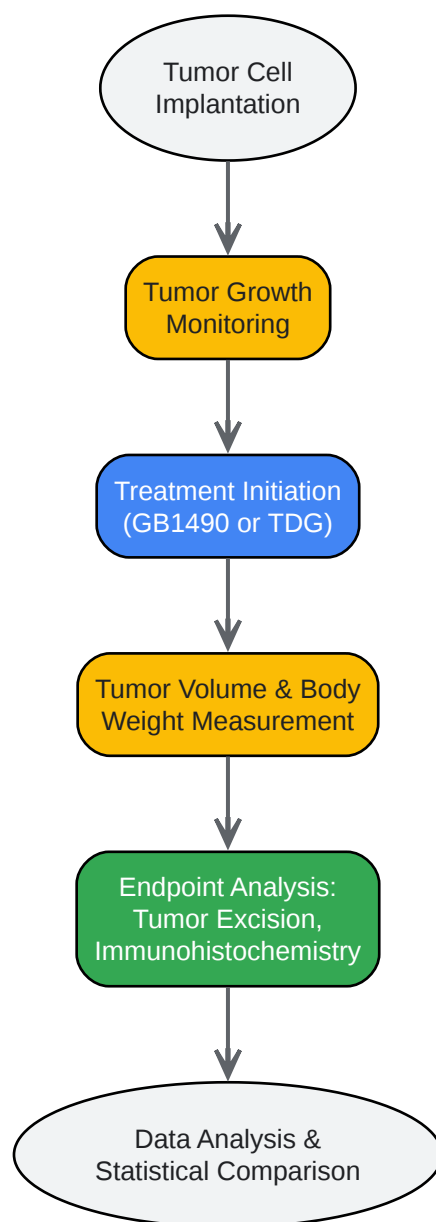 Tumor Cell
Implantation
Tumor Growth
Monitoring
Treatment Initiation
(GB1490 or TDG)
Tumor Volume & Body
Weight Measurement
Endpoint Analysis:
Tumor Excision,
Immunohistochemistry
Data Analysis &
Statistical Comparison